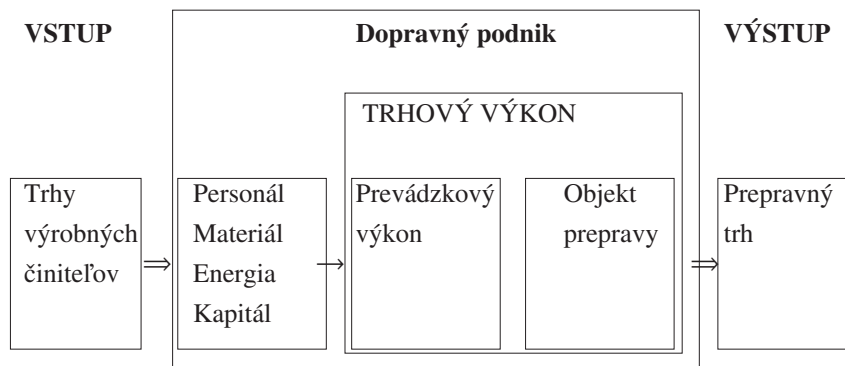 VSTUP
Dopravný podnik
VÝSTUP
TRHOVÝ VÝKON
Trhy
výrobných
činiteľov
⇒
Personál
Materiál
Energia
Kapitál
→
Prevádzkový
výkon
Objekt
prepravy
⇒
Prepravný
trh